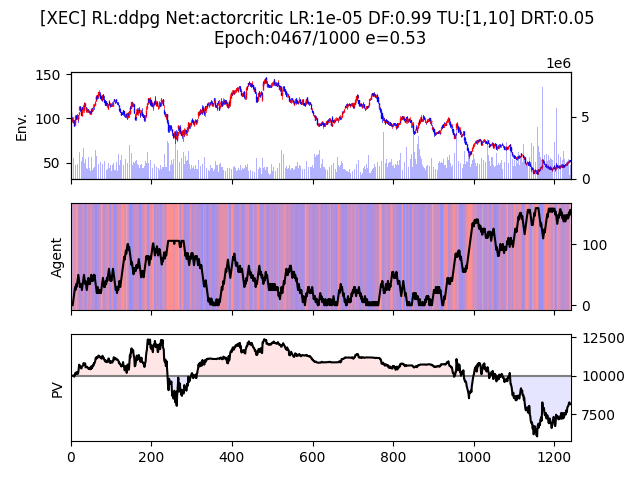 [XEC] RL:ddpg Net:actorcritic LR:1e-05 DF:0.99 TU:[1,10] DRT:0.05
Epoch:0467/1000 e=0.53
1e6
150
100
50
Env.
5
0
Agent
100
0
PV
12500
10000
7500
0 200 400 600 800 1000 1200